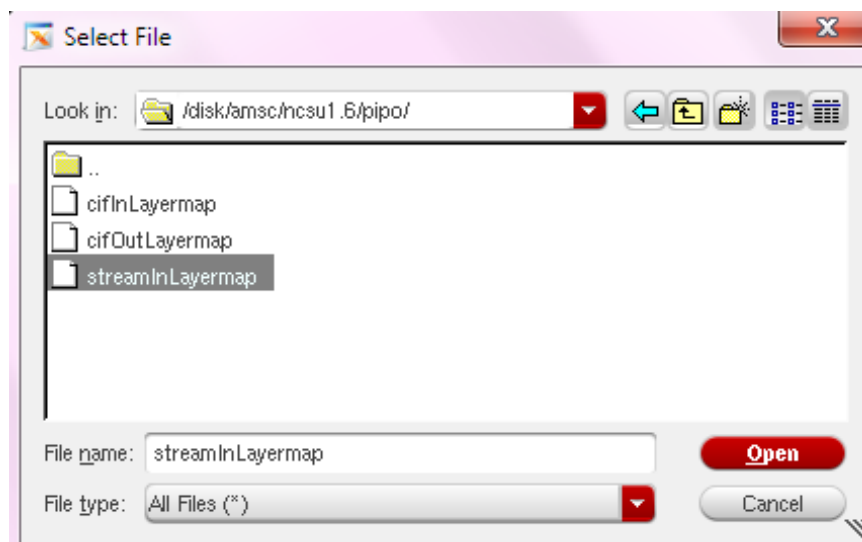 Select File
Look in: /disk/amsc/ncsu1.6/pipo/
..
cifInLayermap
cifOutLayermap
streamInLayermap
File name: streamInLayermap Open
File type: All Files (*) Cancel